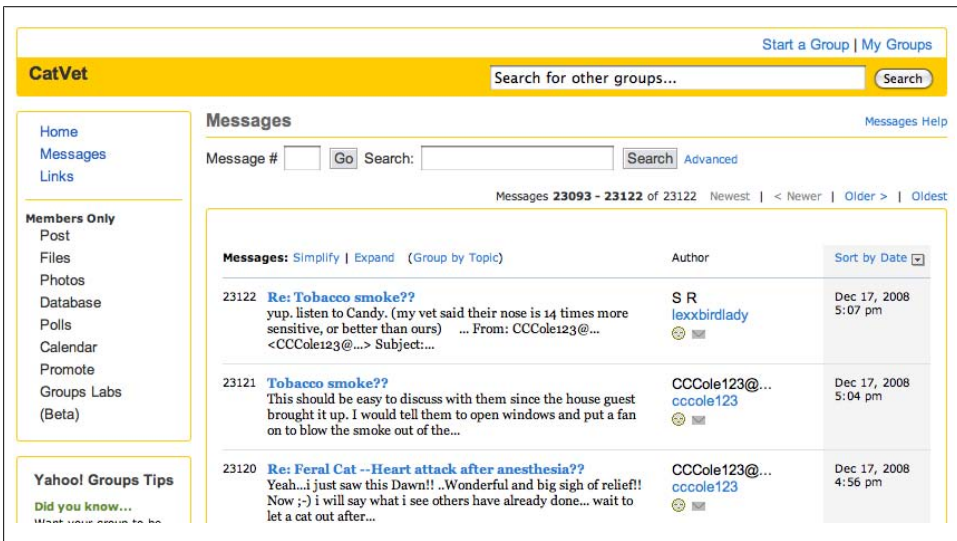 Start a Group | My Groups
CatVet
Search for other groups...
Search
Home
Messages
Links
Members Only
Post
Files
Photos
Database
Polls
Calendar
Promote
Groups Labs
(Beta)
Yahoo! Groups Tips
Did you know...
Want your group to be
Messages
Messages Help
Message # Go Search: Search Advanced
Messages 23093 - 23122 of 23122 Newest | < Newer | Older > | Oldest
Messages: Simplify | Expand (Group by Topic) Author Sort by Date
23122 Re: Tobacco smoke??
yup. listen to Candy. (my vet said their nose is 14 times more
sensitive, or better than ours) ... From: CCCole123@...
<CCCole123@...> Subject:...
S R
lexxbirdlady
Dec 17, 2008
5:07 pm
23121 Tobacco smoke??
This should be easy to discuss with them since the house guest
brought it up. I would tell them to open windows and put a fan
on to blow the smoke out of the...
CCCole123@...
cccole123
Dec 17, 2008
5:04 pm
23120 Re: Feral Cat --Heart attack after anesthesia??
Yeah...i just saw this Dawn!! ..Wonderful and big sigh of relief!!
Now ;-) i will say what i see others have already done... wait to
let a cat out after...
CCCole123@...
cccole123
Dec 17, 2008
4:56 pm